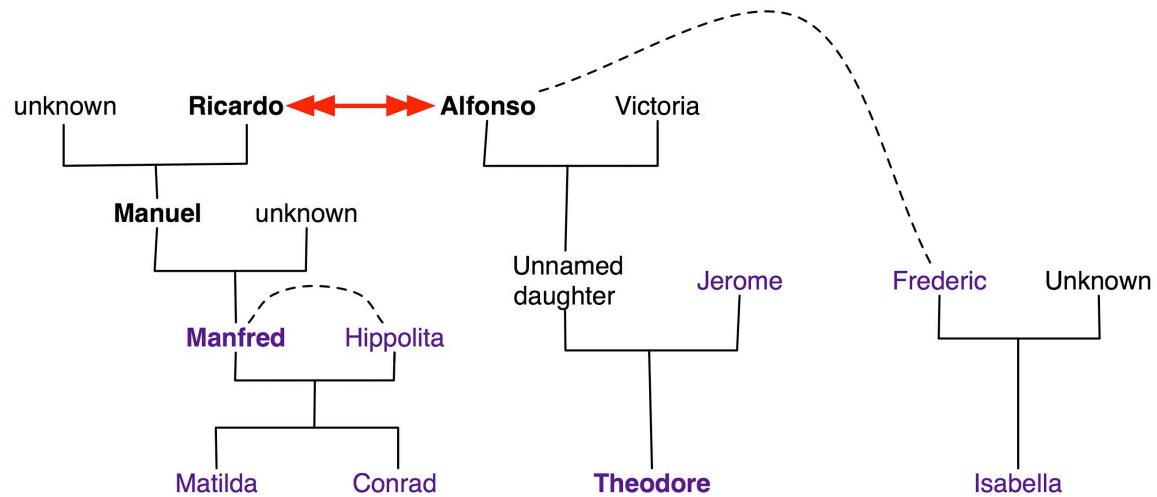 unknown
Ricardo
Alfonso
Victoria
Manuel
unknown
Unnamed
daughter
Jerome
Frederic
Unknown
Manfred
Hippolita
Matilda
Conrad
Theodore
Isabella